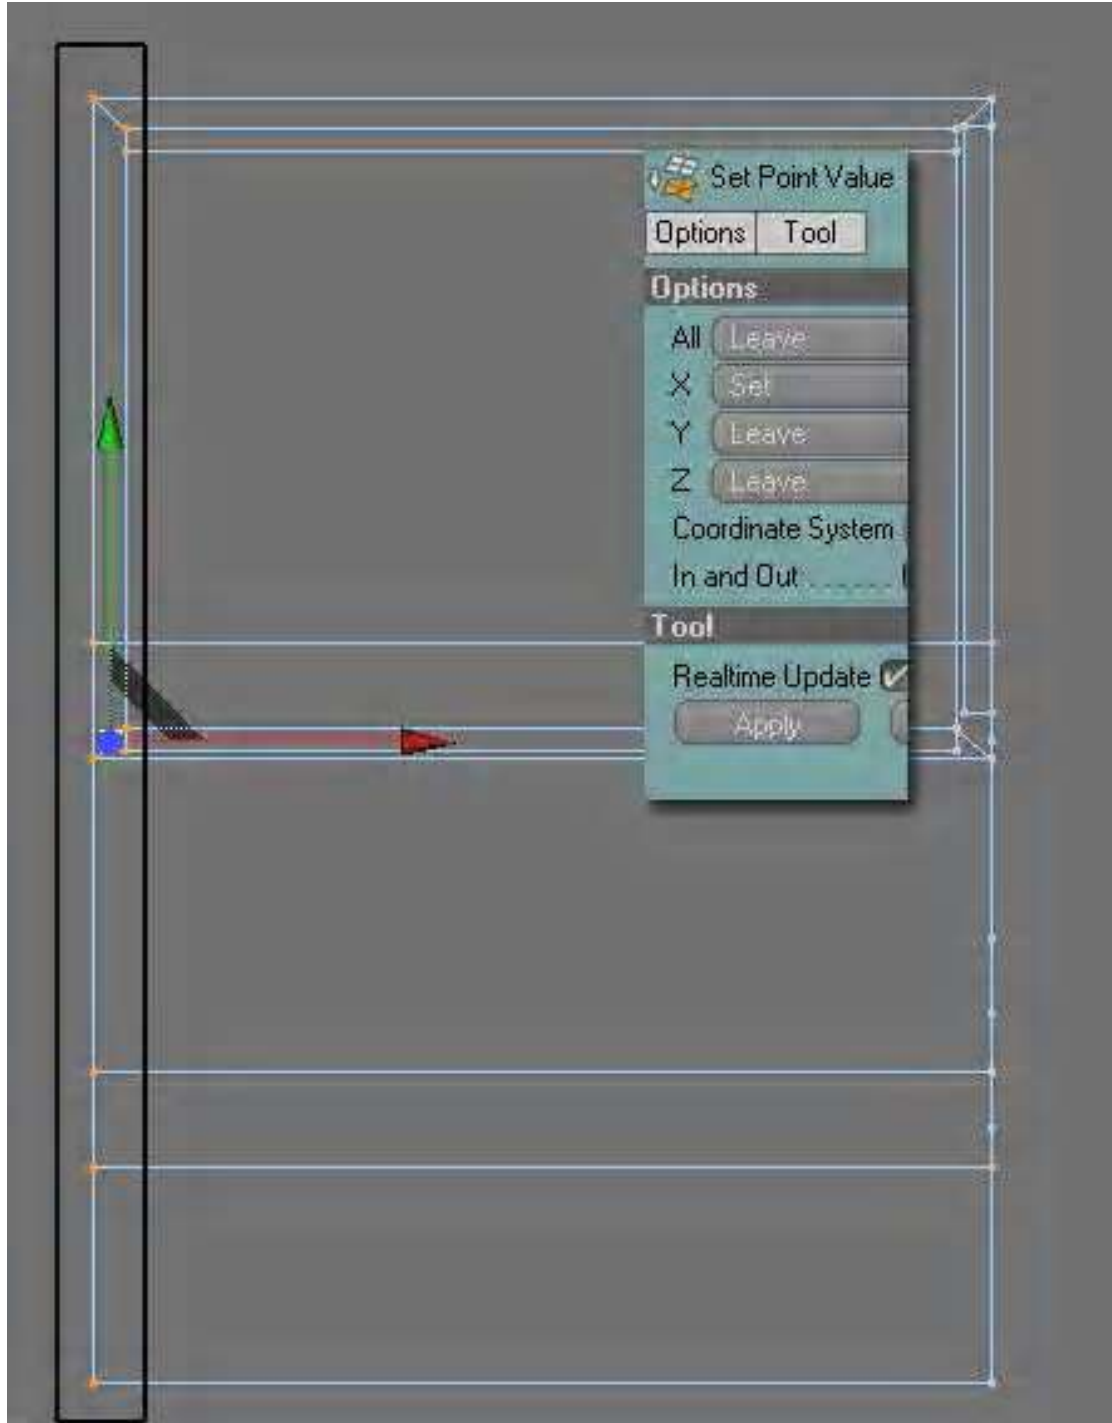 Set Point Value
Options Tool
Options
All Leave
X Set
Y Leave
Z Leave
Coordinate System
In and Out
Tool
Realtime Update
Apply